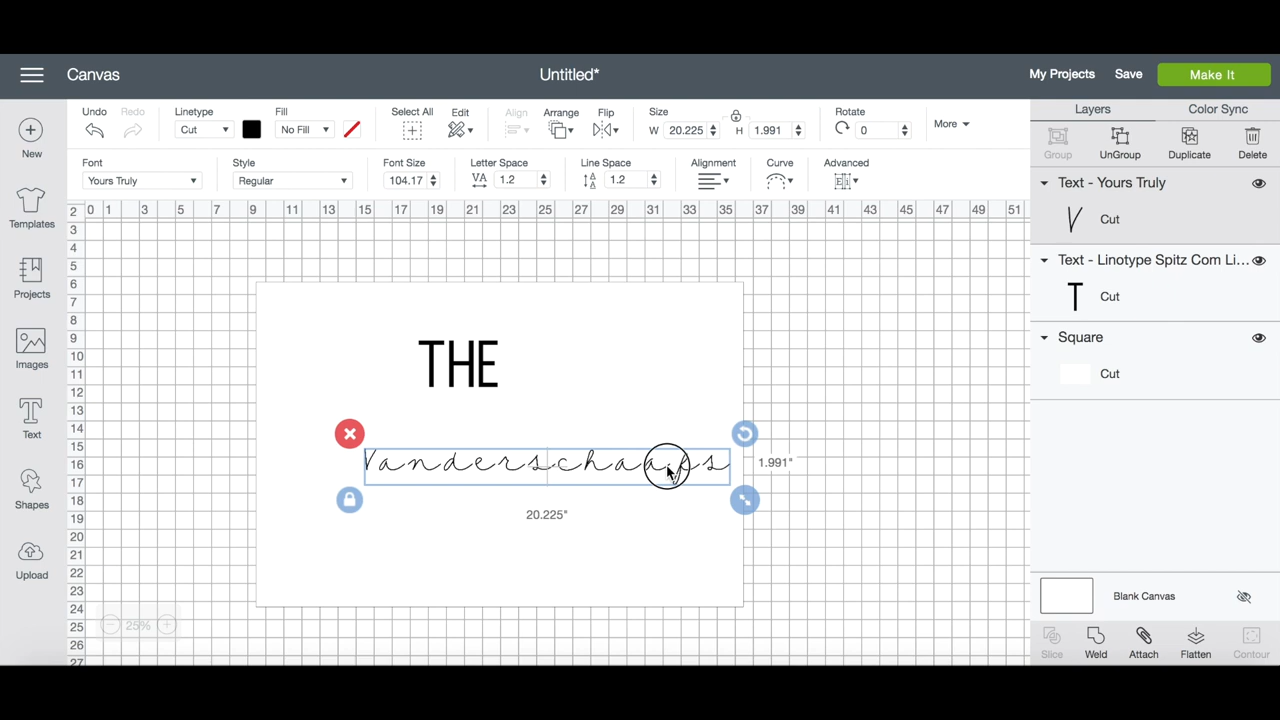 Canvas
Untitled*
My Projects Save Make It
Undo Redo Linetype Fill Select All Edit Align Arrange Flip Size Rotate
Cut No Fill W 20.225 H 1.991 0 More
Font Style Font Size Letter Space Line Space Alignment Curve Advanced
Yours Truly Regular 104.17 VA 1.2 1.2
0 1 3 5 7 9 11 13 15 17 19 21 23 25 27 29 31 33 35 37 39 41 43 45 47 49 51
2
3
4
5
6
7
8
9
10
11
12
13
14
15
16
17
18
19
20
21
22
23
24
25
26
27
New
Templates
Projects
Images
Text
Shapes
Upload
THE
Vanderschaafs
1.991"
20.225"
25%
Layers Color Sync
Group UnGroup Duplicate Delete
Text - Yours Truly
V Cut
Text - Linotype Spitz Com Li...
T Cut
Square
Cut
Blank Canvas
Slice Weld Attach Flatten Contour